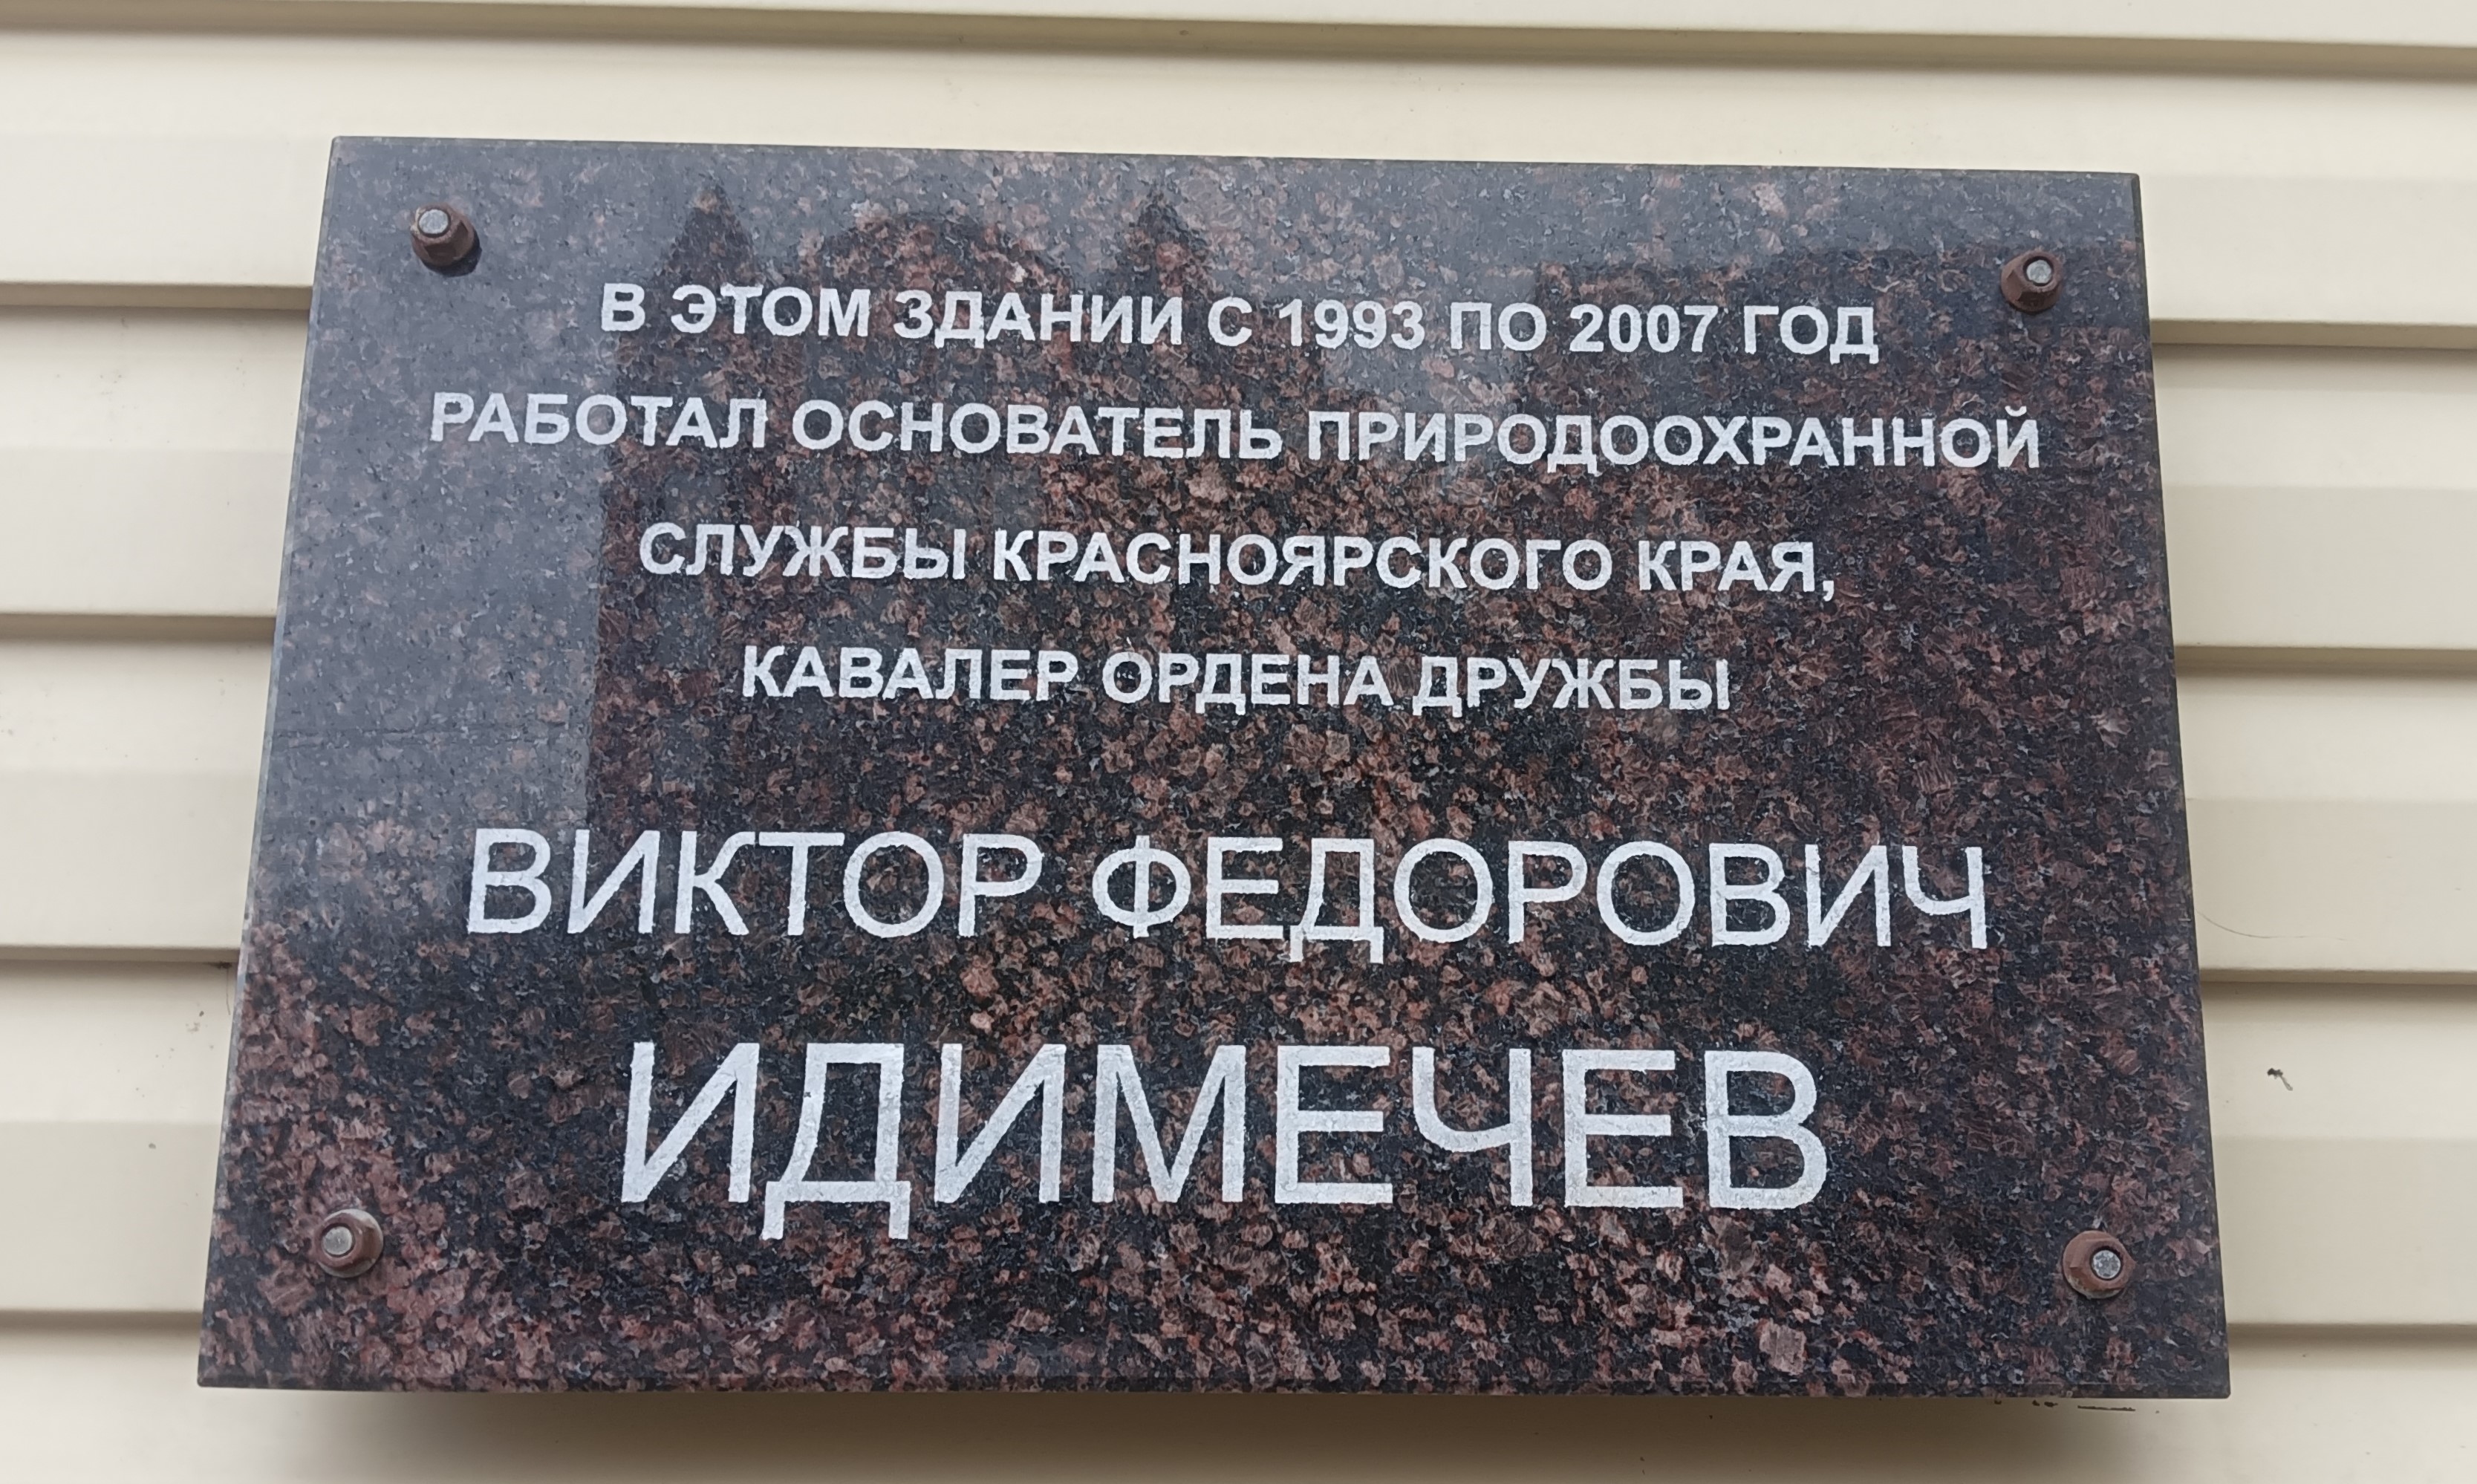 В ЭТОМ ЗДАНИИ С 1993 ПО 2007 ГОД
РАБОТАЛ ОСНОВАТЕЛЬ ПРИРОДООХРАННОЙ
СЛУЖБЫ КРАСНОЯРСКОГО КРАЯ,
КАВАЛЕР ОРДЕНА ДРУЖБЫ
ВИКТОР ФЕДОРОВИЧ
ИДИМЕЧЕВ